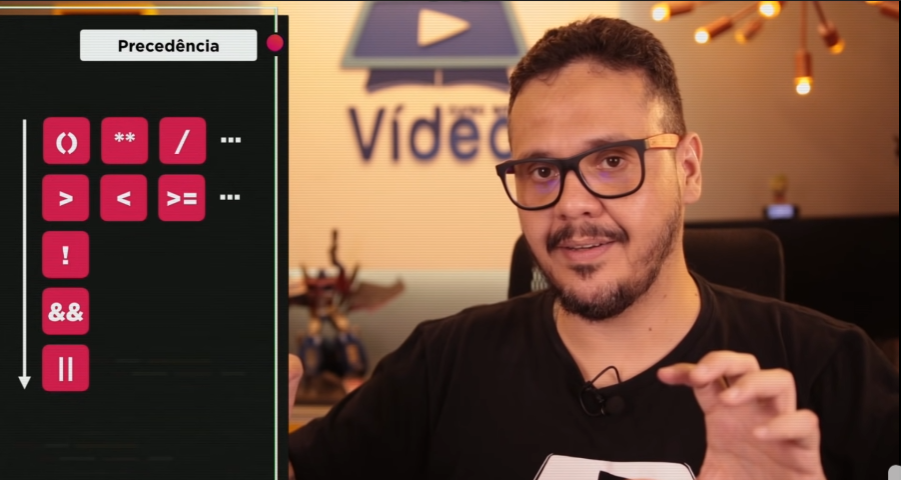 Precedência
() ** / ...
> < >= ...
!
&&
||
Vídeo